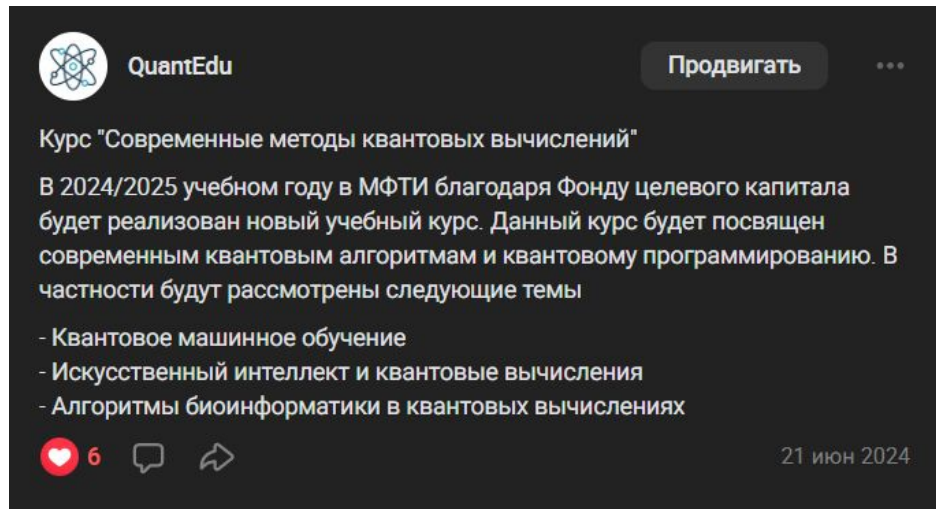 QuantEdu
Продвигать
Курс "Современные методы квантовых вычислений"
В 2024/2025 учебном году в МФТИ благодаря Фонду целевого капитала
будет реализован новый учебный курс. Данный курс будет посвящен
современным квантовым алгоритмам и квантовому программированию. В
частности будут рассмотрены следующие темы
- Квантовое машинное обучение
- Искусственный интеллект и квантовые вычисления
- Алгоритмы биоинформатики в квантовых вычислениях
6
21 июн 2024